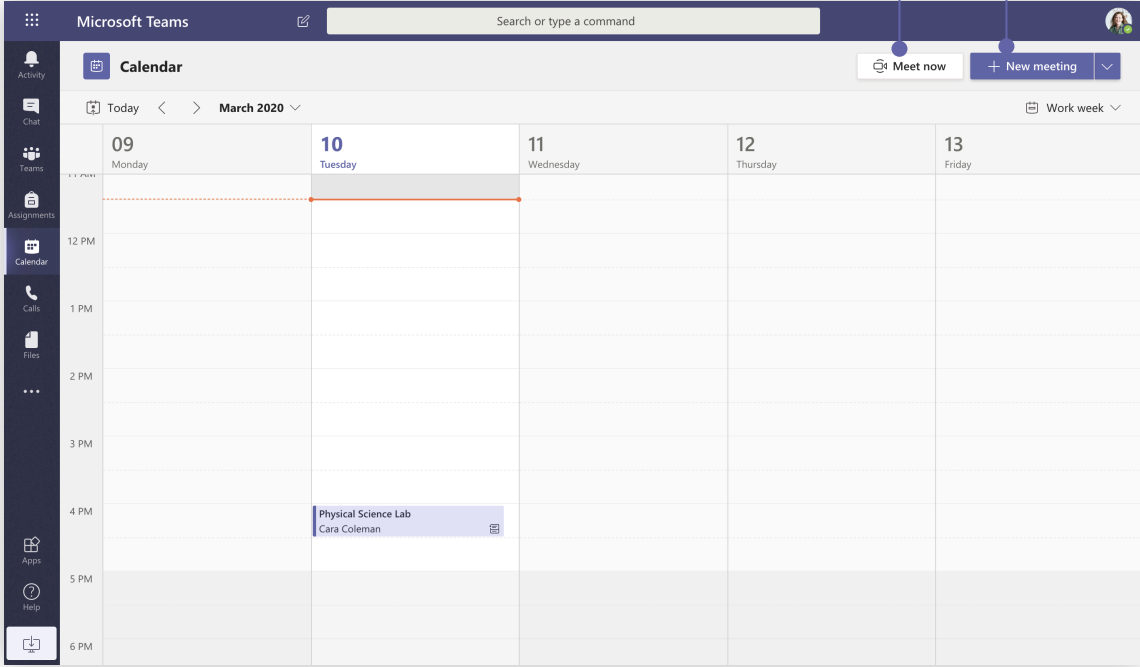 Microsoft Teams
Search or type a command
Activity
Chat
Teams
Assignments
Calendar
Calls
Files
Apps
Help
Calendar
Meet now
New meeting
Today
March 2020
Work week
09
Monday
10
Tuesday
11
Wednesday
12
Thursday
13
Friday
11 AM
12 PM
1 PM
2 PM
3 PM
4 PM
Physical Science Lab
Cara Coleman
5 PM
6 PM